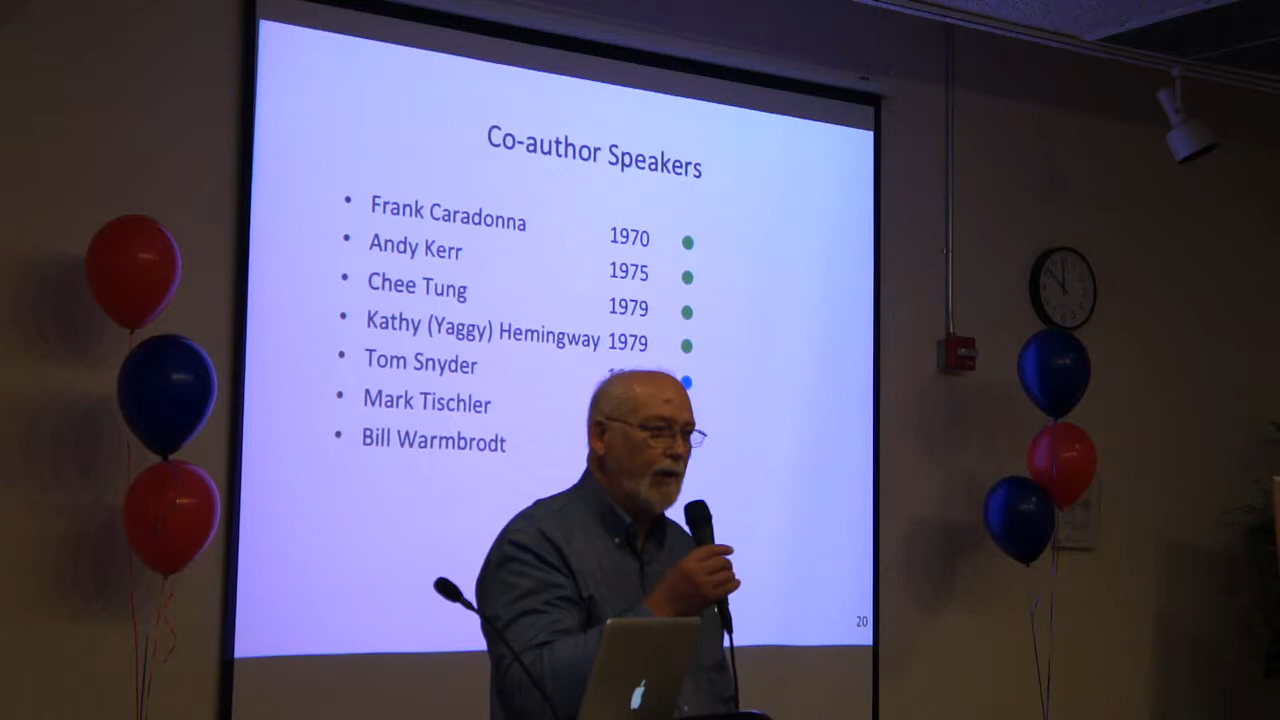 Co-author Speakers
• Frank Caradonna 1970
• Andy Kerr 1975
• Chee Tung 1979
• Kathy (Yaggy) Hemingway 1979
• Tom Snyder
• Mark Tischler
• Bill Warmbrodt
20